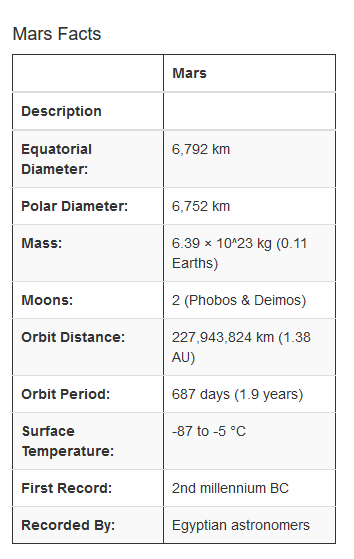 Mars Facts
Mars
Description
Equatorial Diameter: 6,792 km
Polar Diameter: 6,752 km
Mass: 6.39 × 10^23 kg (0.11 Earths)
Moons: 2 (Phobos & Deimos)
Orbit Distance: 227,943,824 km (1.38 AU)
Orbit Period: 687 days (1.9 years)
Surface Temperature: -87 to -5 °C
First Record: 2nd millennium BC
Recorded By: Egyptian astronomers